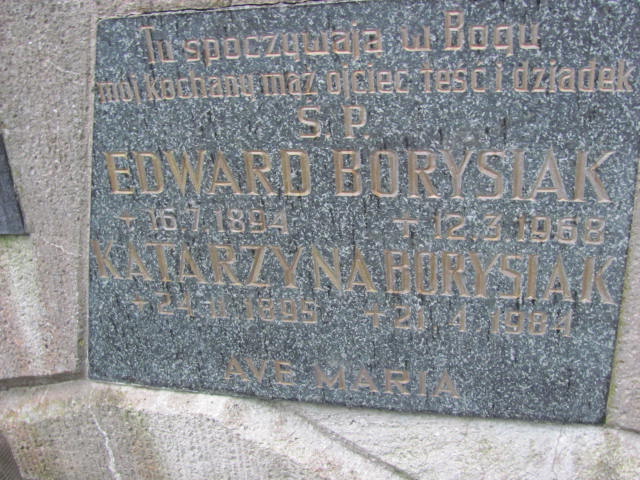 Tu spoczywają w Bogu
mój kochany mąż ojciec teść i dziadek
Ś. P.
EDWARD BORYSIAK
+ 16.7.1894 + 12.3.1968
KATARZYNA BORYSIAK
+ 24.11.1895 + 21.4.1984
AVE MARIA